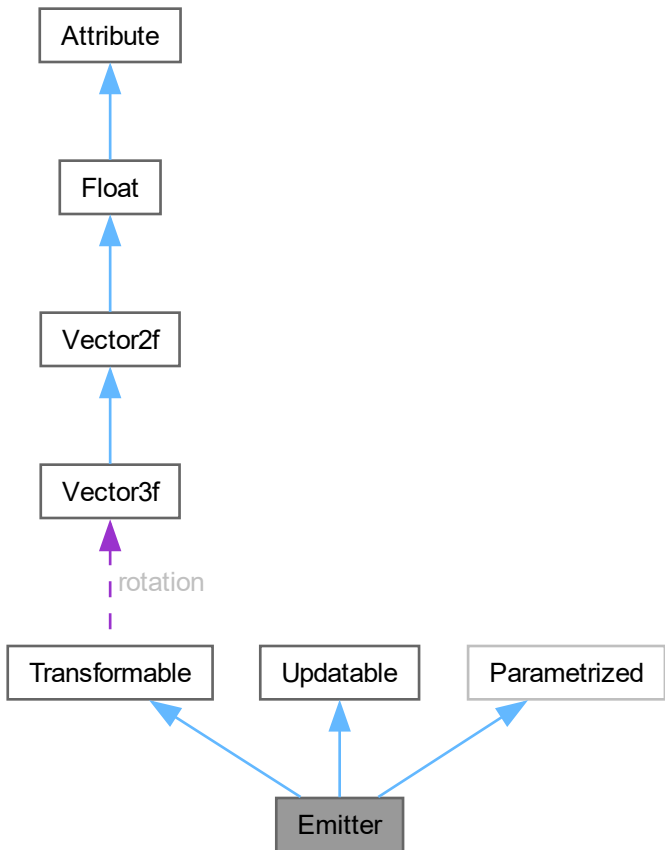 Attribute
Float
Vector2f
Vector3f
rotation
Transformable
Updatable
Parametrized
Emitter